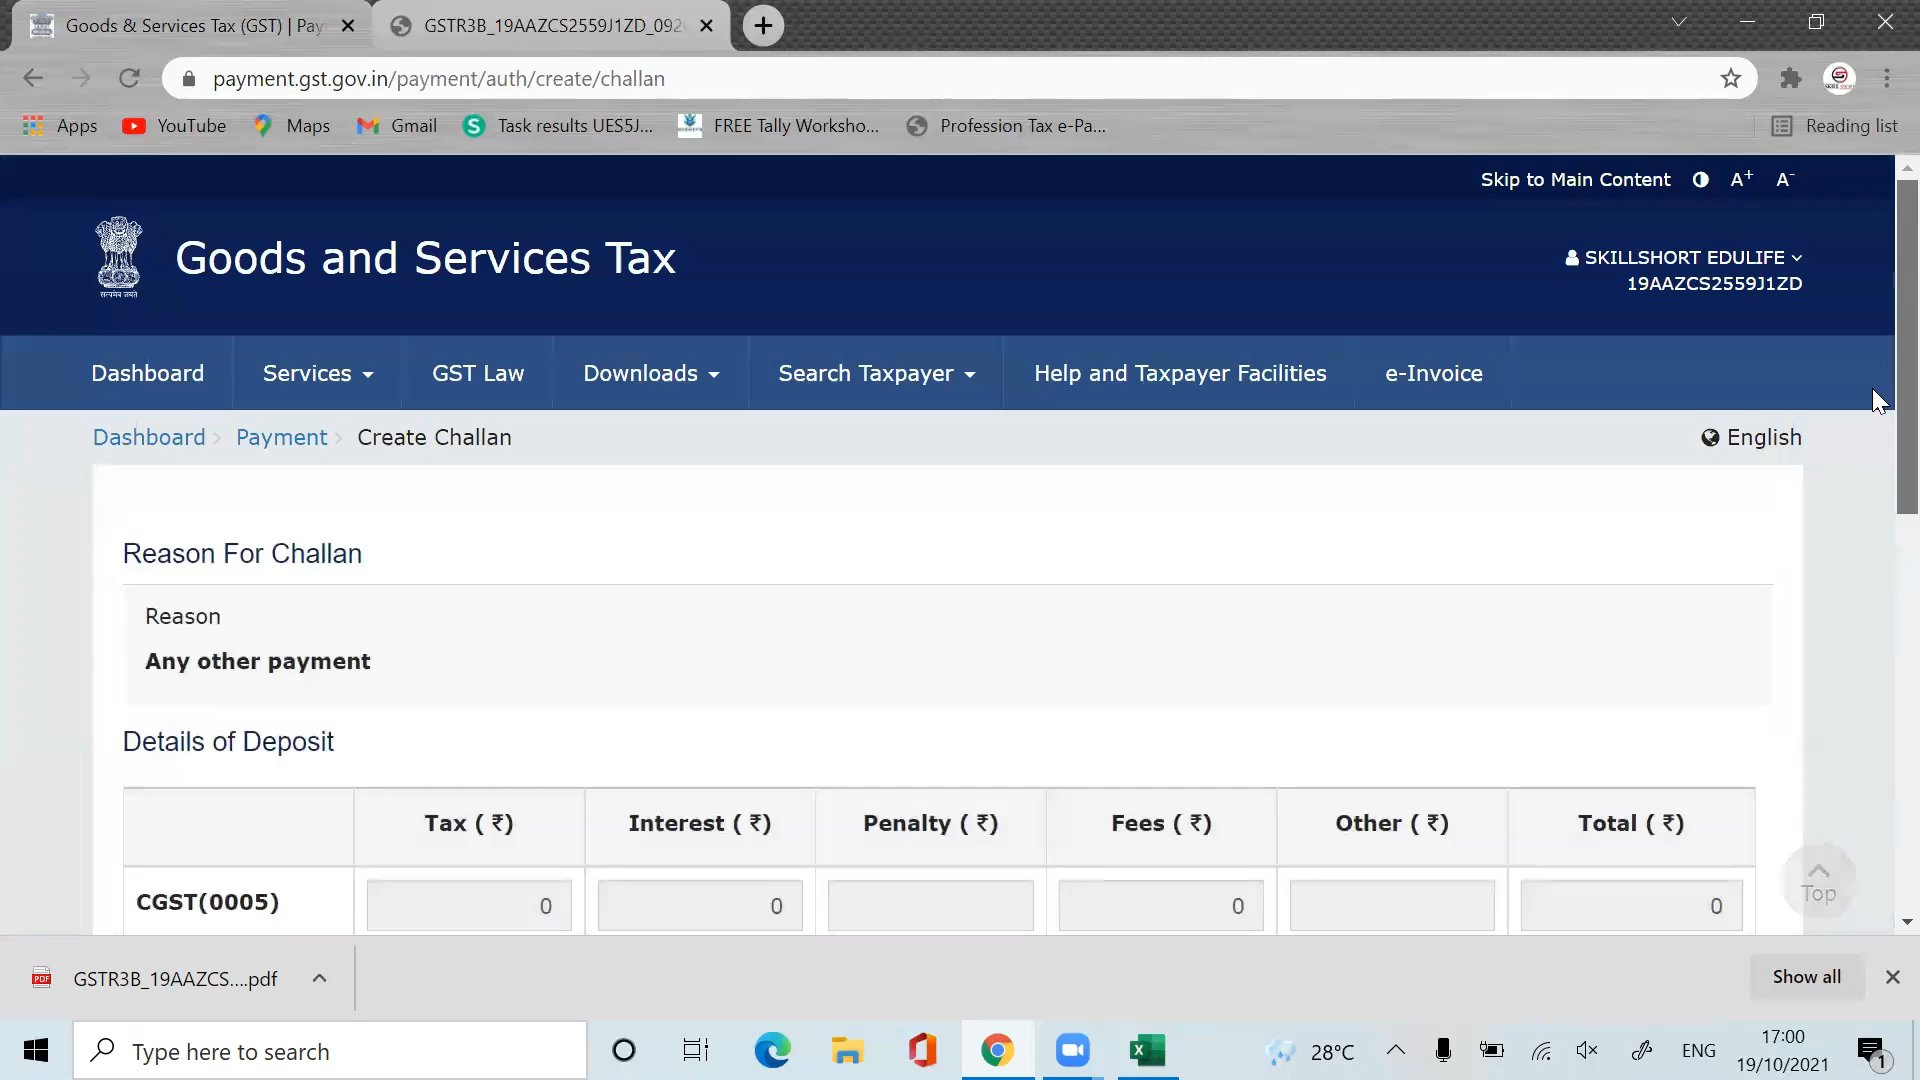 Goods & Services Tax (GST) | Pay
GSTR3B_19AAZCS2559J1ZD_092
payment.gst.gov.in/payment/auth/create/challan
Apps
YouTube
Maps
Gmail
Task results UES5J...
FREE Tally Worksho...
Profession Tax e-Pa...
Reading list
Skip to Main Content
A+
A-
सत्यमेव जयते
Goods and Services Tax
SKILLSHORT EDULIFE
19AAZCS2559J1ZD
Dashboard
Services
GST Law
Downloads
Search Taxpayer
Help and Taxpayer Facilities
e-Invoice
Dashboard > Payment > Create Challan
English
Reason For Challan
Reason
Any other payment
Details of Deposit
Tax ( ₹)
Interest ( ₹)
Penalty ( ₹)
Fees ( ₹)
Other ( ₹)
Total ( ₹)
CGST(0005)
0
0
0
0
Top
PDF
GSTR3B_19AAZCS....pdf
Show all
Type here to search
28°C
ENG
17:00
19/10/2021
1